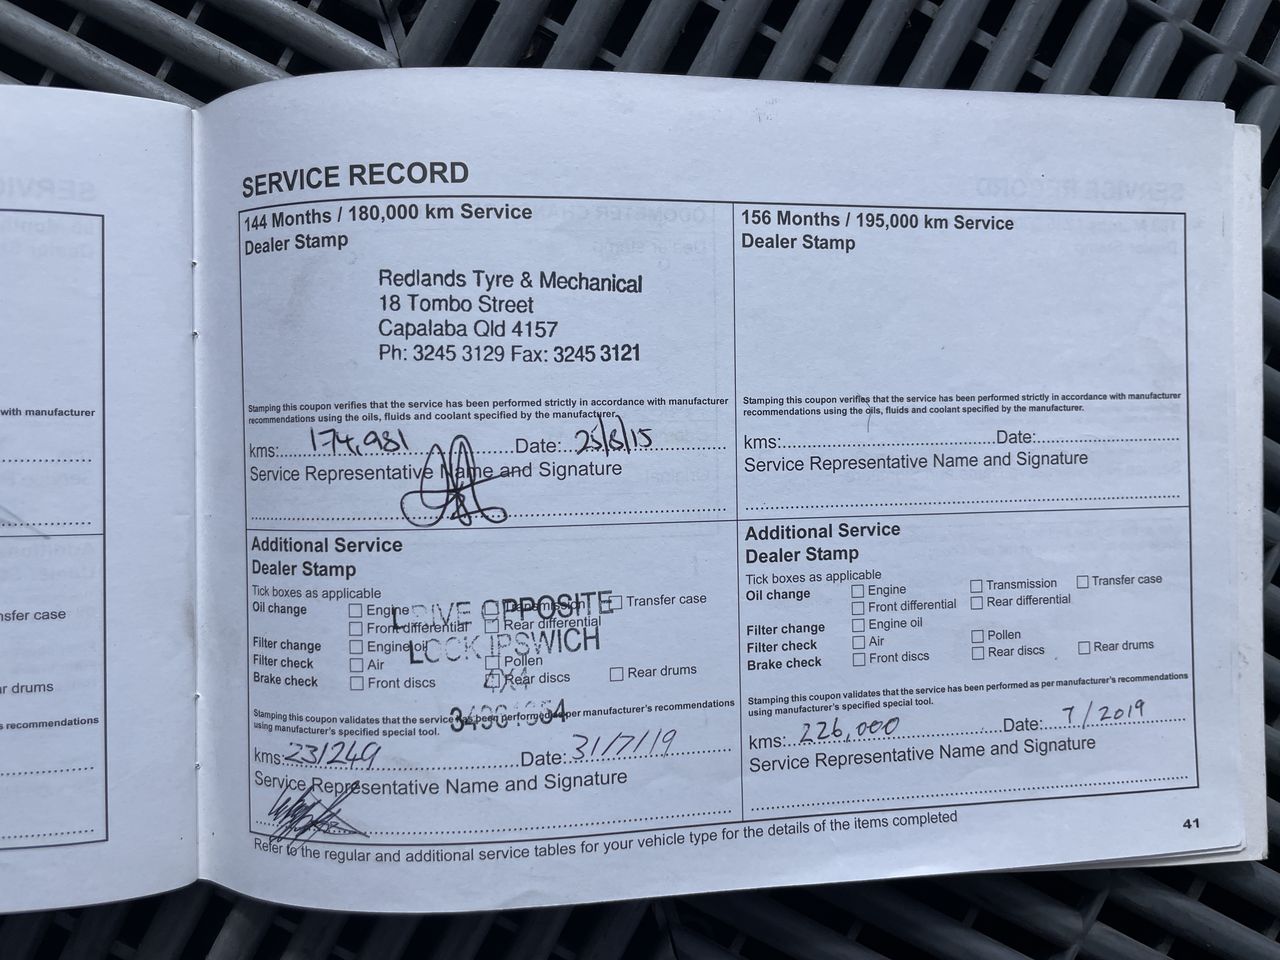 SERVICE RECORD
144 Months / 180,000 km Service
Dealer Stamp
Redlands Tyre & Mechanical
18 Tombo Street
Capalaba Qld 4157
Ph: 3245 3129 Fax: 3245 3121
Stamping this coupon verifies that the service has been performed strictly in accordance with manufacturer
recommendations using the oils, fluids and coolant specified by the manufacturer.
kms: 174,981 Date: 25/8/15
Service Representative Name and Signature
156 Months / 195,000 km Service
Dealer Stamp
Stamping this coupon verifies that the service has been performed strictly in accordance with manufacturer
recommendations using the oils, fluids and coolant specified by the manufacturer.
kms: Date:
Service Representative Name and Signature
Additional Service
Dealer Stamp
Tick boxes as applicable
Oil change Engine Transmission Transfer case
Front differential Rear differential
Filter change Engine oil
Filter check Air Pollen
Brake check Front discs Rear discs Rear drums
OPPOSITE
LOCK IPSWICH
4X4
Stamping this coupon validates that the service has been performed as per manufacturer's recommendations
using manufacturer's specified special tool.
kms: 231249 Date: 31/7/19
Service Representative Name and Signature
Additional Service
Dealer Stamp
Tick boxes as applicable
Oil change Engine Transmission Transfer case
Front differential Rear differential
Filter change Engine oil
Filter check Air Pollen
Brake check Front discs Rear discs Rear drums
Stamping this coupon validates that the service has been performed as per manufacturer's recommendations
using manufacturer's specified special tool.
kms: 226,000 Date: 7/2019
Service Representative Name and Signature
Refer to the regular and additional service tables for your vehicle type for the details of the items completed
41
with manufacturer
nsfer case
ar drums
s recommendations